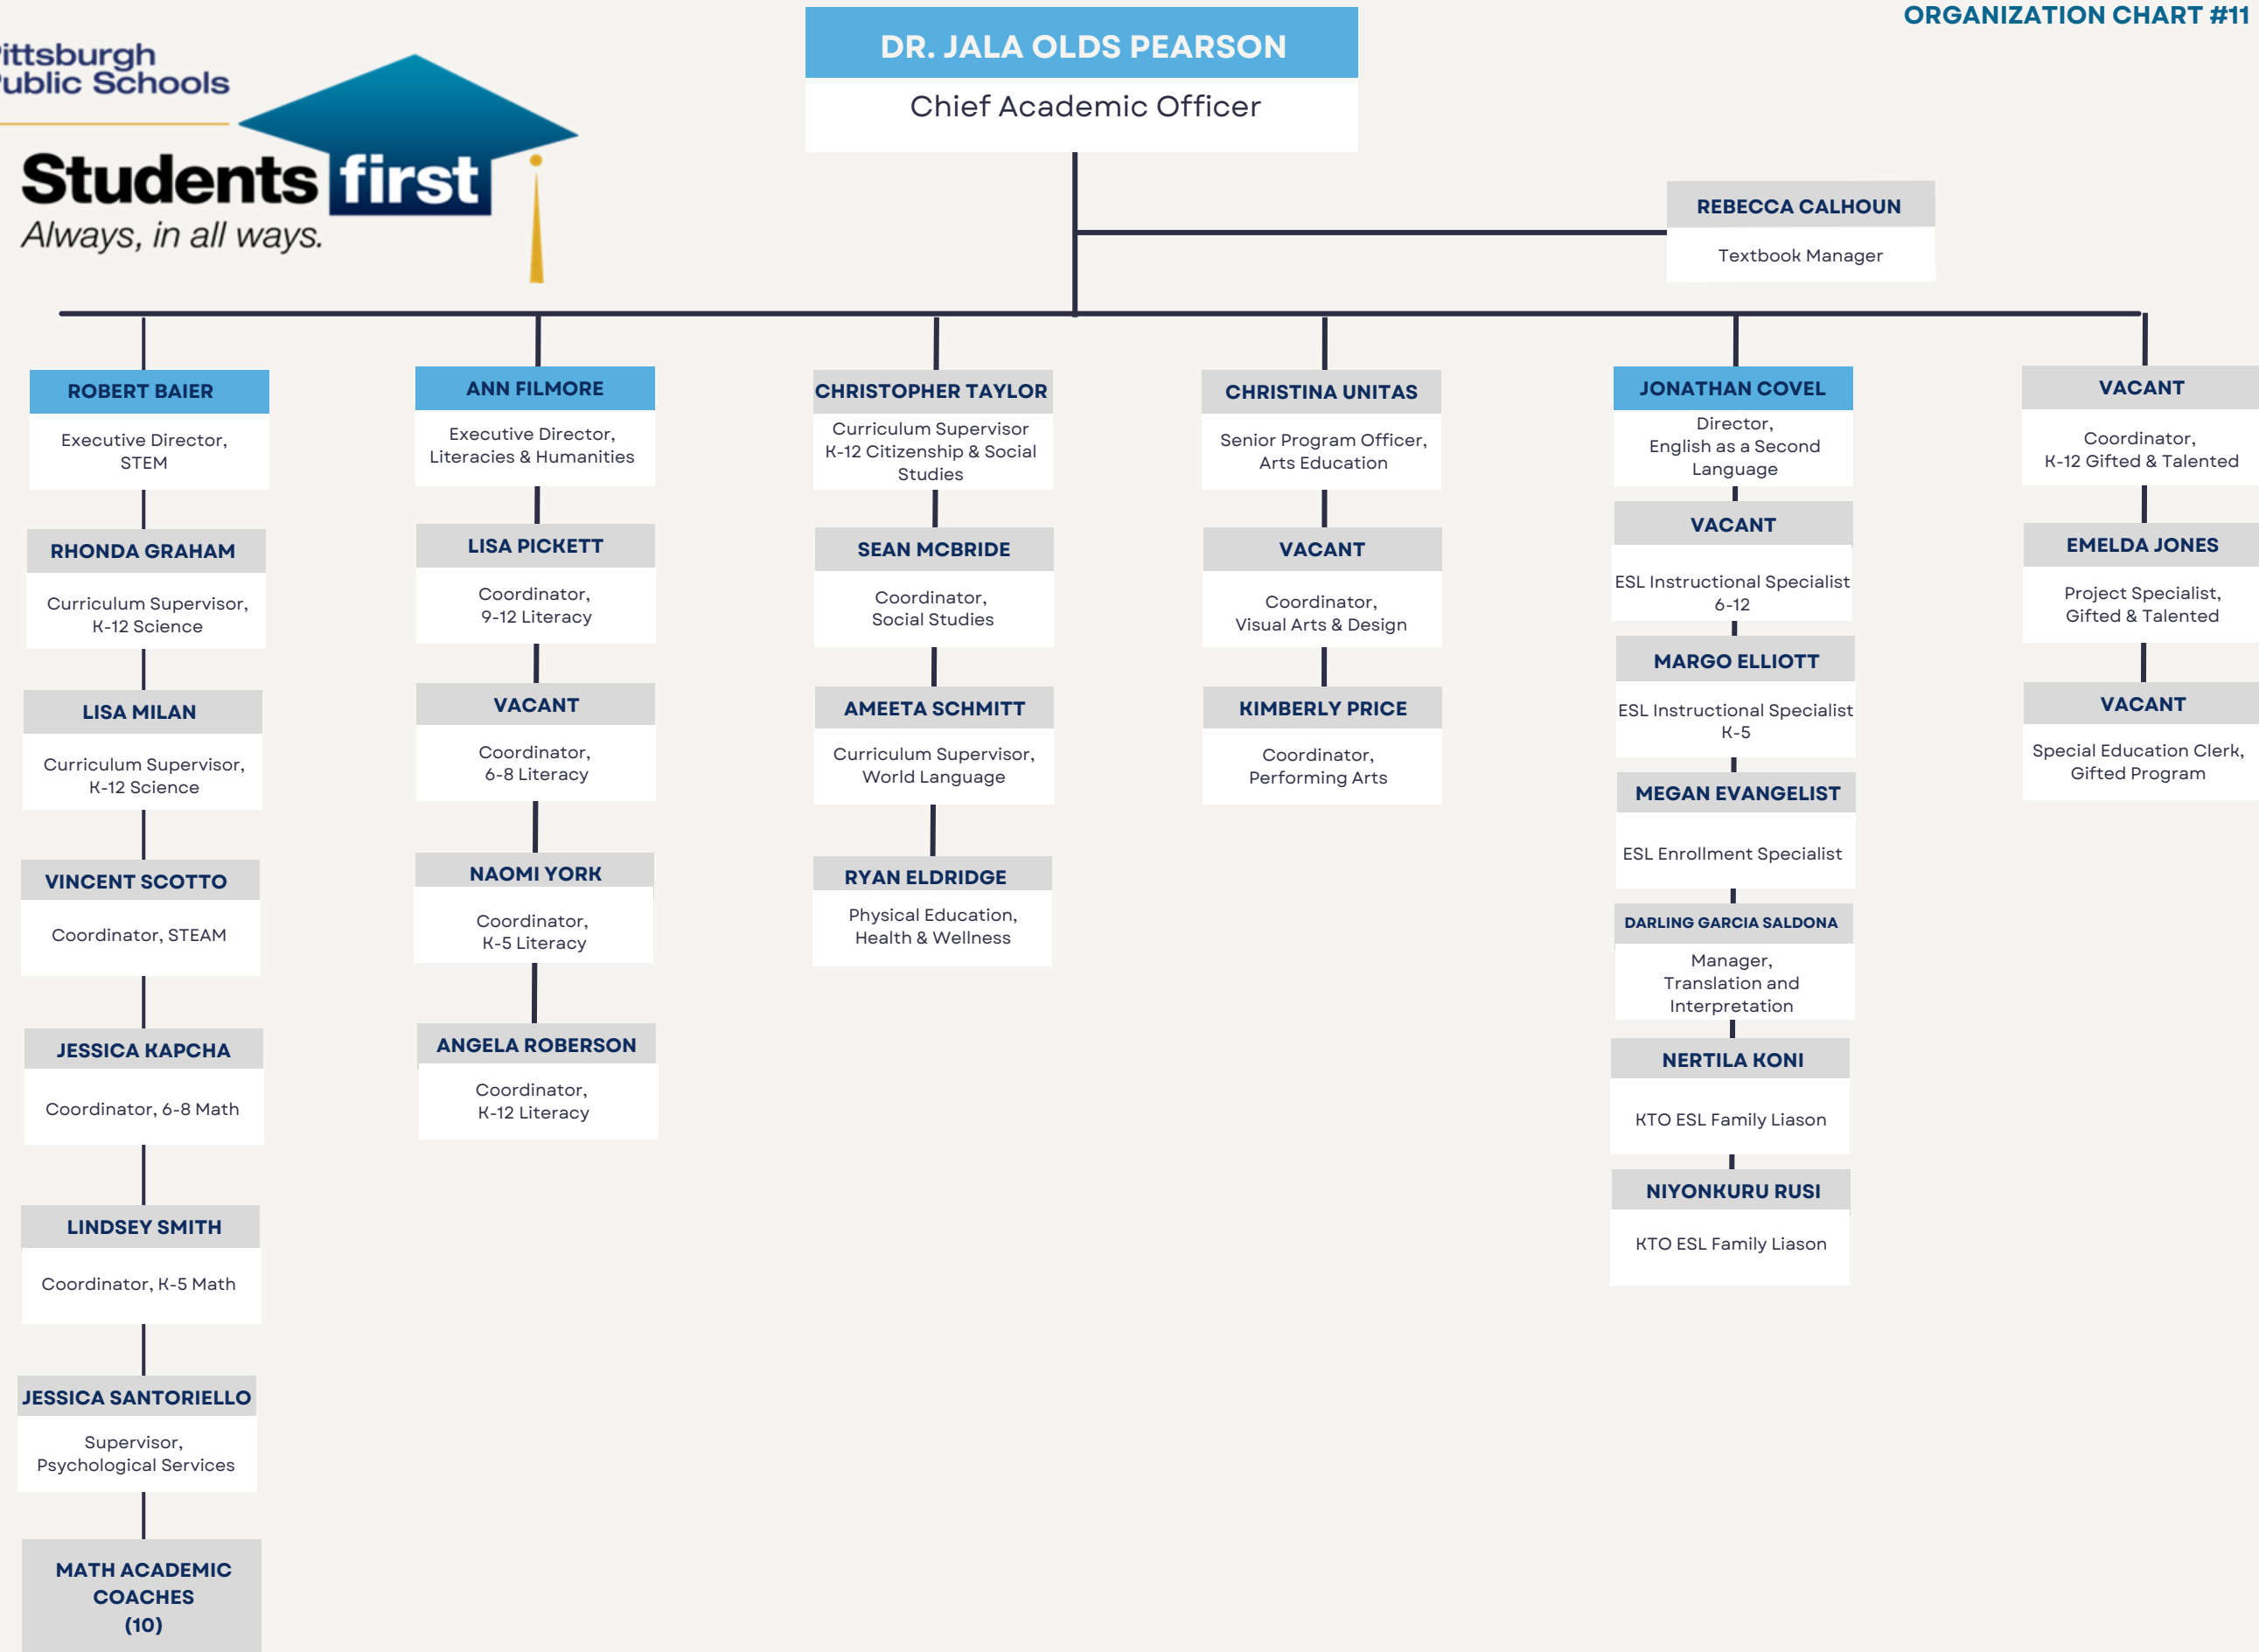 ORGANIZATION CHART #11
Pittsburgh
Public Schools
Students first
Always, in all ways.
DR. JALA OLDS PEARSON
Chief Academic Officer
REBECCA CALHOUN
Textbook Manager
ROBERT BAIER
Executive Director,
STEM
RHONDA GRAHAM
Curriculum Supervisor,
K-12 Science
LISA MILAN
Curriculum Supervisor,
K-12 Science
VINCENT SCOTTO
Coordinator, STEAM
JESSICA KAPCHA
Coordinator, 6-8 Math
LINDSEY SMITH
Coordinator, K-5 Math
JESSICA SANTORIELLO
Supervisor,
Psychological Services
MATH ACADEMIC
COACHES
(10)
ANN FILMORE
Executive Director,
Literacies & Humanities
LISA PICKETT
Coordinator,
9-12 Literacy
VACANT
Coordinator,
6-8 Literacy
NAOMI YORK
Coordinator,
K-5 Literacy
ANGELA ROBERSON
Coordinator,
K-12 Literacy
CHRISTOPHER TAYLOR
Curriculum Supervisor
K-12 Citizenship & Social
Studies
SEAN MCBRIDE
Coordinator,
Social Studies
AMEETA SCHMITT
Curriculum Supervisor,
World Language
RYAN ELDRIDGE
Physical Education,
Health & Wellness
CHRISTINA UNITAS
Senior Program Officer,
Arts Education
VACANT
Coordinator,
Visual Arts & Design
KIMBERLY PRICE
Coordinator,
Performing Arts
JONATHAN COVEL
Director,
English as a Second
Language
VACANT
ESL Instructional Specialist
6-12
MARGO ELLIOTT
ESL Instructional Specialist
K-5
MEGAN EVANGELIST
ESL Enrollment Specialist
DARLING GARCIA SALDONA
Manager,
Translation and
Interpretation
NERTILA KONI
KTO ESL Family Liason
NIYONKURU RUSI
KTO ESL Family Liason
VACANT
Coordinator,
K-12 Gifted & Talented
EMELDA JONES
Project Specialist,
Gifted & Talented
VACANT
Special Education Clerk,
Gifted Program